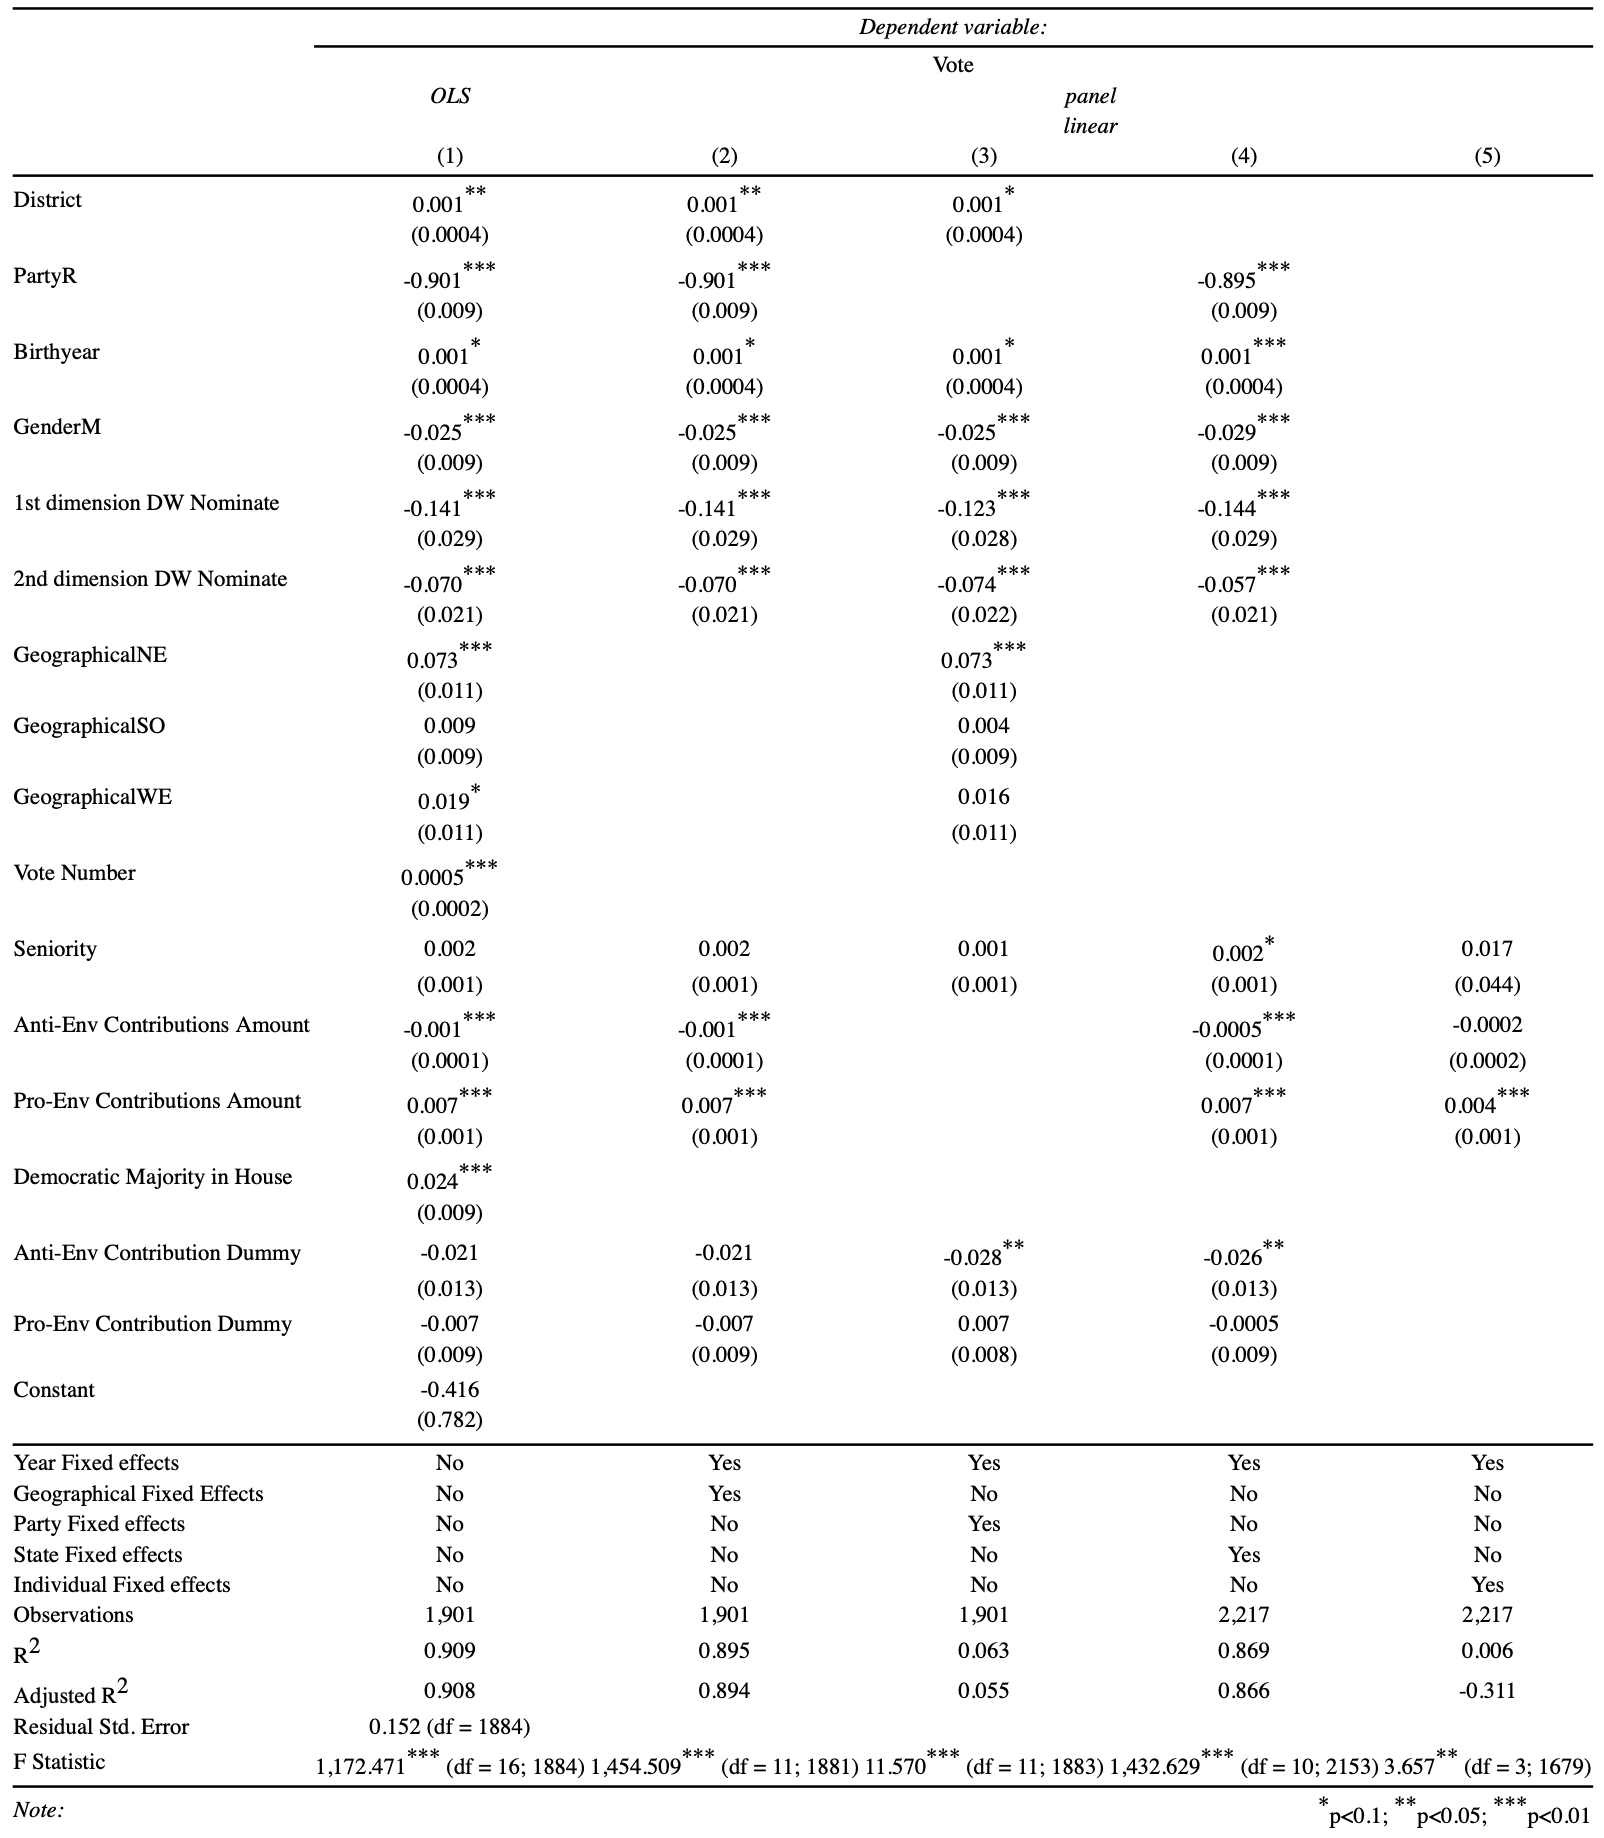 Dependent variable:
Vote
OLS panel
linear
(1) (2) (3) (4) (5)
District 0.001** 0.001** 0.001*
(0.0004) (0.0004) (0.0004)
PartyR -0.901*** -0.901*** -0.895***
(0.009) (0.009) (0.009)
Birthyear 0.001* 0.001* 0.001* 0.001***
(0.0004) (0.0004) (0.0004) (0.0004)
GenderM -0.025*** -0.025*** -0.025*** -0.029***
(0.009) (0.009) (0.009) (0.009)
1st dimension DW Nominate -0.141*** -0.141*** -0.123*** -0.144***
(0.029) (0.029) (0.028) (0.029)
2nd dimension DW Nominate -0.070*** -0.070*** -0.074*** -0.057***
(0.021) (0.021) (0.022) (0.021)
GeographicalNE 0.073*** 0.073***
(0.011) (0.011)
GeographicalSO 0.009 0.004
(0.009) (0.009)
GeographicalWE 0.019* 0.016
(0.011) (0.011)
Vote Number 0.0005***
(0.0002)
Seniority 0.002 0.002 0.001 0.002* 0.017
(0.001) (0.001) (0.001) (0.001) (0.044)
Anti-Env Contributions Amount -0.001*** -0.001*** -0.0005*** -0.0002
(0.0001) (0.0001) (0.0001) (0.0002)
Pro-Env Contributions Amount 0.007*** 0.007*** 0.007*** 0.004***
(0.001) (0.001) (0.001) (0.001)
Democratic Majority in House 0.024***
(0.009)
Anti-Env Contribution Dummy -0.021 -0.021 -0.028** -0.026**
(0.013) (0.013) (0.013) (0.013)
Pro-Env Contribution Dummy -0.007 -0.007 0.007 -0.0005
(0.009) (0.009) (0.008) (0.009)
Constant -0.416
(0.782)
Year Fixed effects No Yes Yes Yes Yes
Geographical Fixed Effects No Yes No No No
Party Fixed effects No No Yes No No
State Fixed effects No No No Yes No
Individual Fixed effects No No No No Yes
Observations 1,901 1,901 1,901 2,217 2,217
R2 0.909 0.895 0.063 0.869 0.006
Adjusted R2 0.908 0.894 0.055 0.866 -0.311
Residual Std. Error 0.152 (df = 1884)
F Statistic 1,172.471*** (df = 16; 1884) 1,454.509*** (df = 11; 1881) 11.570*** (df = 11; 1883) 1,432.629*** (df = 10; 2153) 3.657** (df = 3; 1679)
Note: *p<0.1; **p<0.05; ***p<0.01